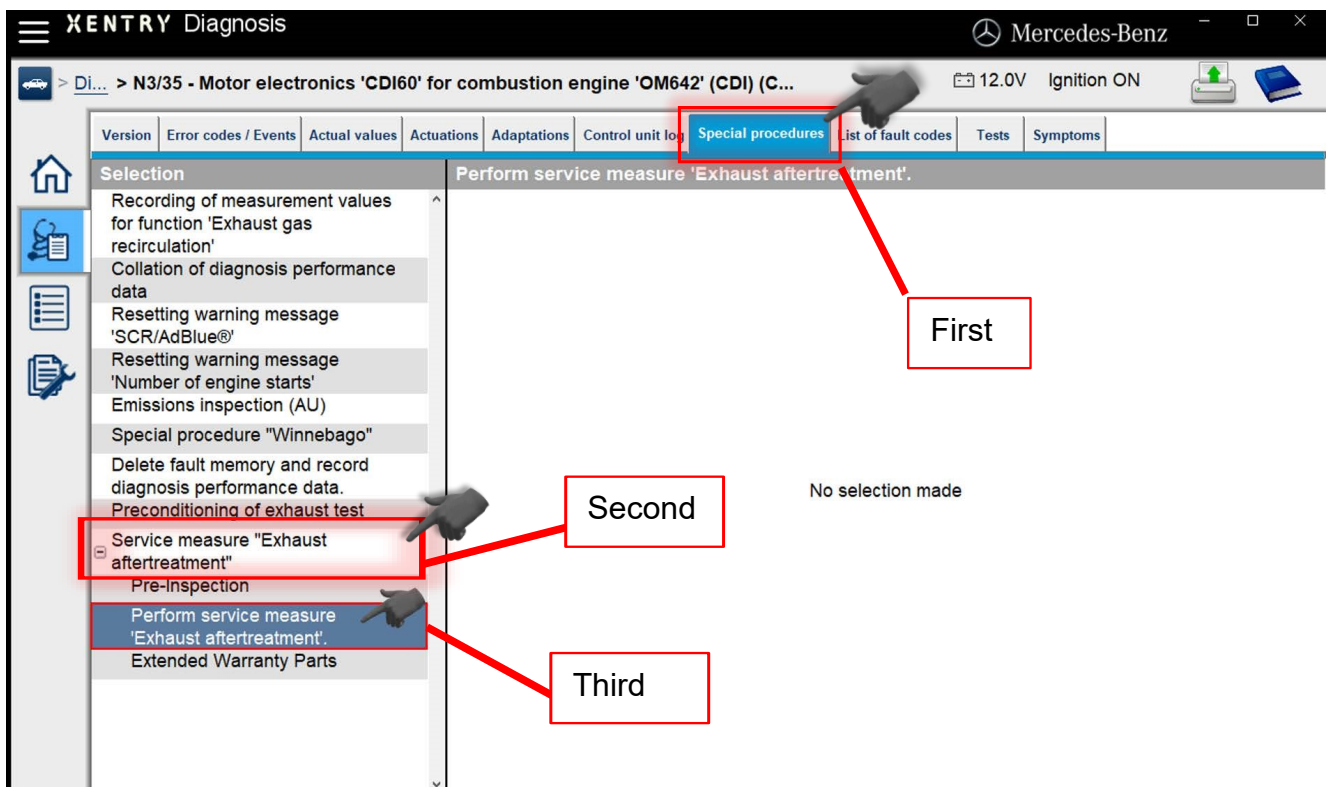 XENTRY Diagnosis
Mercedes-Benz
> Di... > N3/35 - Motor electronics 'CDI60' for combustion engine 'OM642' (CDI) (C...
12.0V Ignition ON
Version Error codes / Events Actual values Actuations Adaptations Control unit log Special procedures List of fault codes Tests Symptoms
Selection
Perform service measure 'Exhaust aftertreatment'.
Recording of measurement values
for function 'Exhaust gas
recirculation'
Collation of diagnosis performance
data
Resetting warning message
'SCR/AdBlue®'
Resetting warning message
'Number of engine starts'
Emissions inspection (AU)
Special procedure "Winnebago"
Delete fault memory and record
diagnosis performance data.
Preconditioning of exhaust test
Service measure "Exhaust
aftertreatment"
Pre-Inspection
Perform service measure
'Exhaust aftertreatment'.
Extended Warranty Parts
First
No selection made
Second
Third